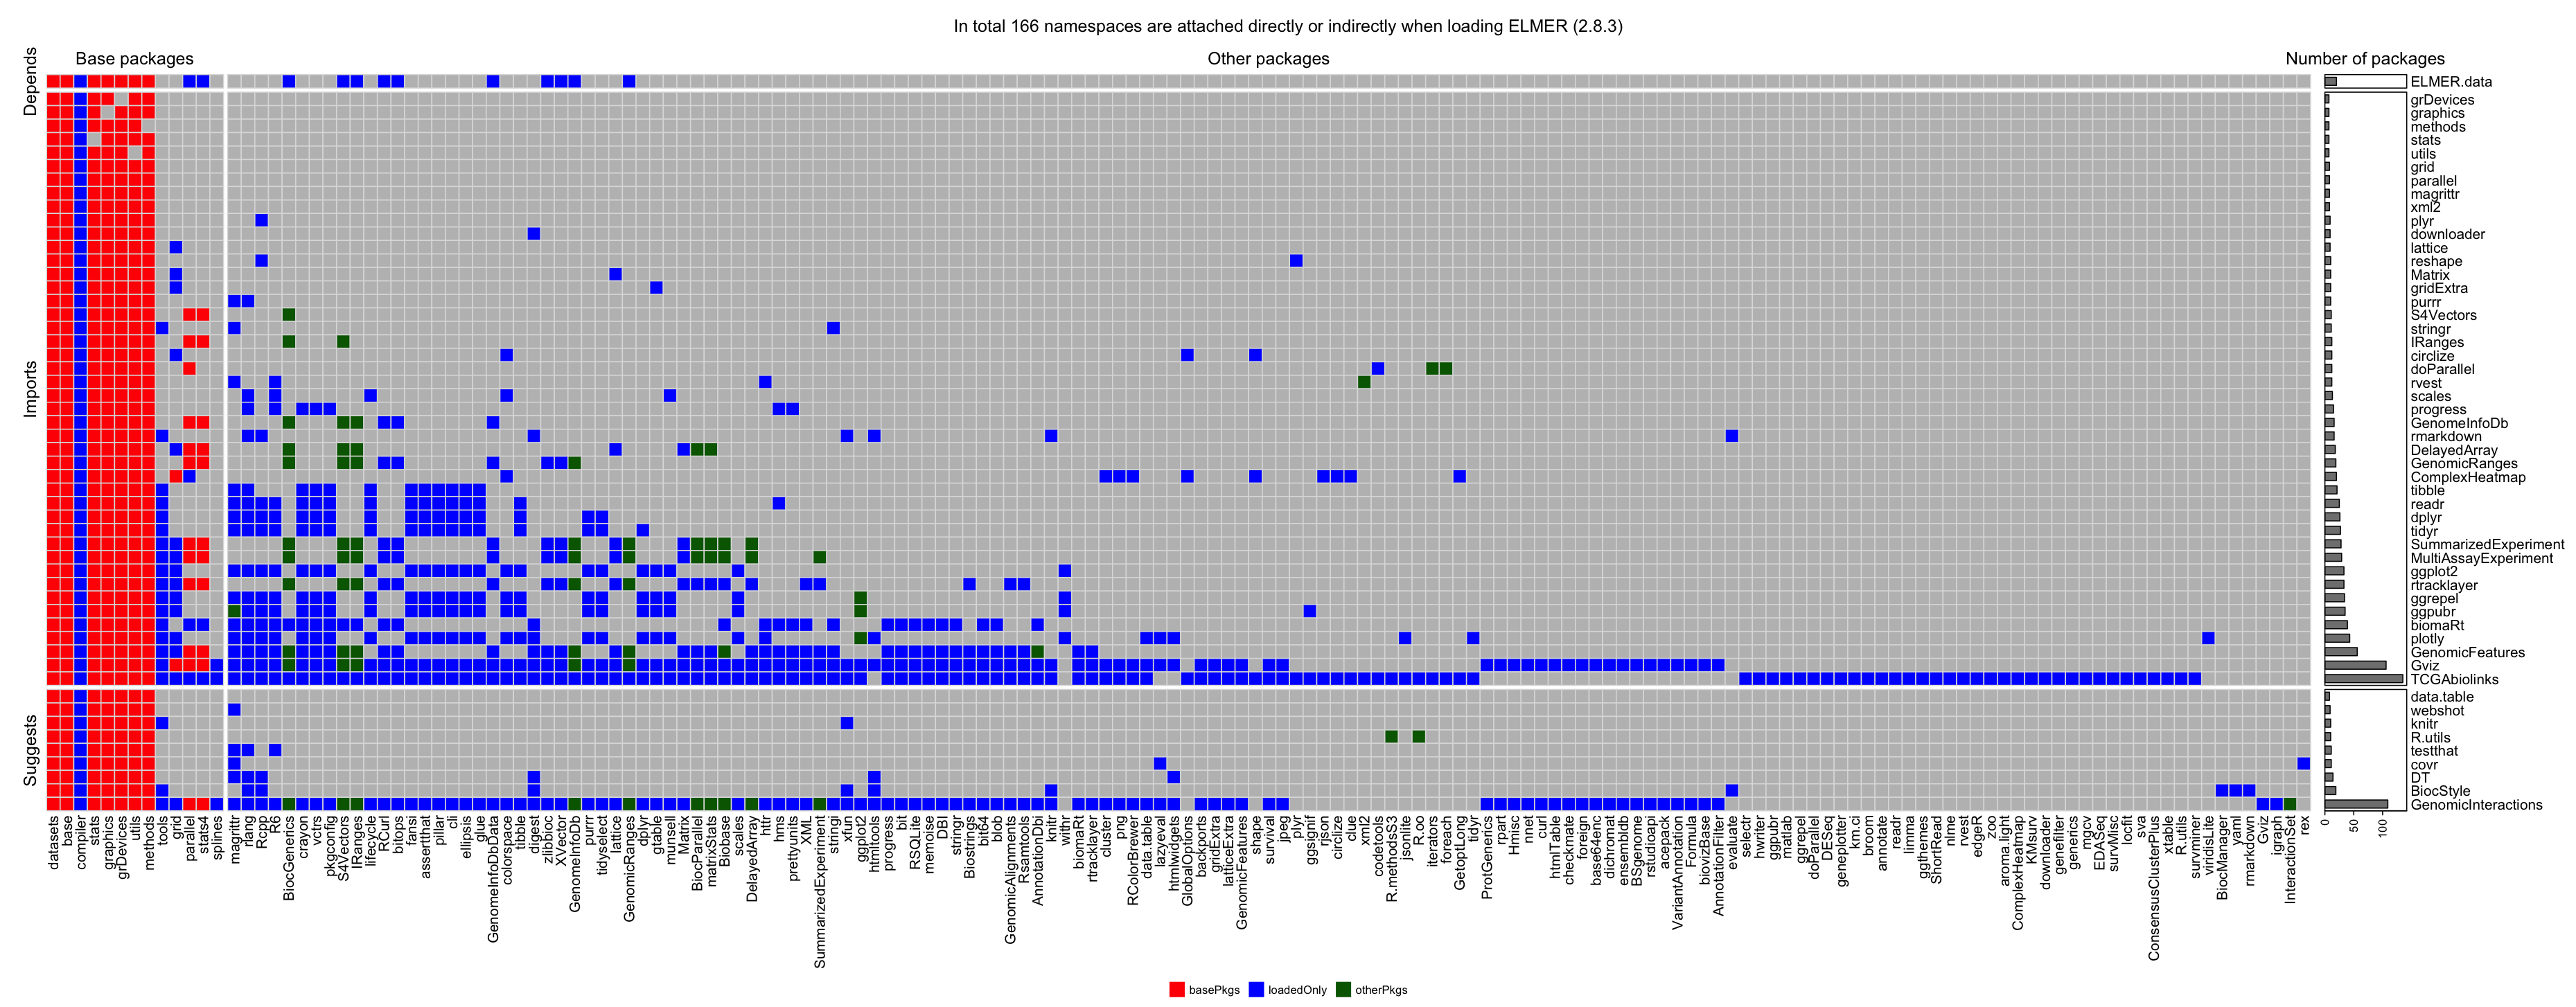 In total 166 namespaces are attached directly or indirectly when loading ELMER (2.8.3)
Base packages
Other packages
Number of packages
Depends
Imports
Suggests
ELMER.data
grDevices
graphics
methods
stats
utils
grid
parallel
magrittr
xml2
plyr
downloader
lattice
reshape
Matrix
gridExtra
purrr
S4Vectors
stringr
IRanges
circlize
doParallel
rvest
scales
progress
GenomeInfoDb
rmarkdown
DelayedArray
GenomicRanges
ComplexHeatmap
tibble
readr
dplyr
tidyr
SummarizedExperiment
MultiAssayExperiment
ggplot2
rtracklayer
ggrepel
ggpubr
biomaRt
plotly
GenomicFeatures
Gviz
TCGAbiolinks
data.table
webshot
knitr
R.utils
testthat
covr
DT
BiocStyle
GenomicInteractions
datasets
base
compiler
stats
graphics
grDevices
utils
methods
tools
grid
parallel
stats4
splines
magrittr
rlang
Rcpp
R6
BiocGenerics
crayon
vctrs
pkgconfig
S4Vectors
IRanges
lifecycle
RCurl
bitops
fansi
assertthat
pillar
cli
ellipsis
glue
GenomeInfoDbData
colorspace
tibble
digest
zlibbioc
XVector
GenomeInfoDb
purrr
tidyselect
lattice
GenomicRanges
dplyr
gtable
munsell
Matrix
BiocParallel
matrixStats
Biobase
scales
DelayedArray
httr
hms
prettyunits
XML
SummarizedExperiment
stringi
xfun
ggplot2
htmltools
progress
bit
RSQLite
memoise
DBI
stringr
Biostrings
bit64
blob
GenomicAlignments
Rsamtools
AnnotationDbi
knitr
withr
biomaRt
rtracklayer
cluster
png
RColorBrewer
data.table
lazyeval
htmlwidgets
GlobalOptions
backports
gridExtra
latticeExtra
GenomicFeatures
shape
survival
jpeg
plyr
ggsignif
rjson
circlize
clue
xml2
codetools
R.methodsS3
jsonlite
R.oo
iterators
foreach
GetoptLong
tidyr
ProtGenerics
rpart
Hmisc
nnet
curl
htmlTable
checkmate
foreign
base64enc
dichromat
ensembldb
BSgenome
rstudioapi
acepack
VariantAnnotation
Formula
biovizBase
AnnotationFilter
evaluate
selectr
hwriter
ggpubr
matlab
ggrepel
doParallel
DESeq
geneplotter
km.ci
broom
annotate
readr
limma
ggthemes
ShortRead
nlme
rvest
edgeR
zoo
aroma.light
ComplexHeatmap
KMsurv
downloader
genefilter
generics
mgcv
EDASeq
survMisc
locfit
sva
ConsensusClusterPlus
xtable
R.utils
survminer
viridisLite
BiocManager
yaml
rmarkdown
Gviz
igraph
InteractionSet
rex
0
50
100
basePkgs
loadedOnly
otherPkgs